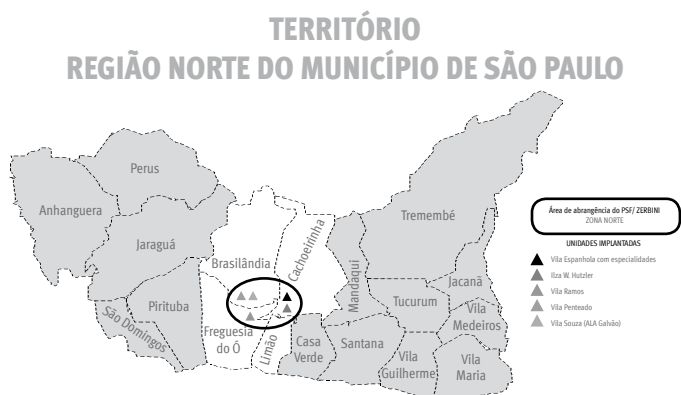 TERRITÓRIO
REGIÃO NORTE DO MUNICÍPIO DE SÃO PAULO
Perus
Anhanguera
Tremembé
Jaraguá
Brasilândia
Cachoeirinha
Mandaqui
Jacanã
Pirituba
São Domingos
Tucurum
Vila
Medeiros
Freguesia
do Ó
Limão
Casa
Verde
Santana
Vila
Guilherme
Vila
Maria
Área de abrangência do PSF/ ZERBINI
ZONA NORTE
UNIDADES IMPLANTADAS
Vila Espanhola com especialidades
Ilza W. Hutzler
Vila Ramos
Vila Penteado
Vila Souza (ALA Galvão)